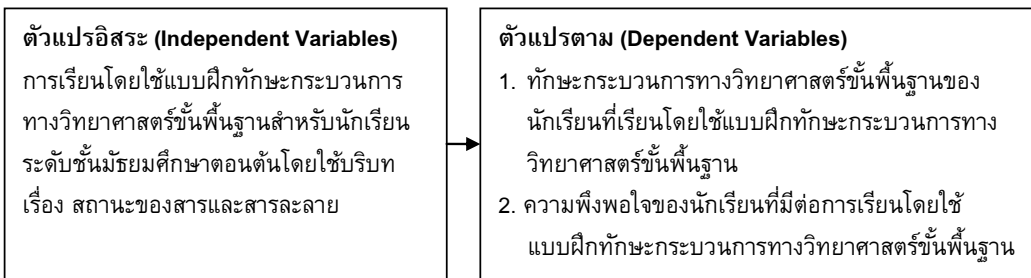 ตัวแปรอิสระ (Independent Variables)
การเรียนโดยใช้แบบฝึกทักษะกระบวนการ
ทางวิทยาศาสตร์ขั้นพื้นฐานสำหรับนักเรียน
ระดับชั้นมัธยมศึกษาตอนต้นโดยใช้บริบท
เรื่อง สถานะของสารและสารละลาย
ตัวแปรตาม (Dependent Variables)
1. ทักษะกระบวนการทางวิทยาศาสตร์ขั้นพื้นฐานของ
นักเรียนที่เรียนโดยใช้แบบฝึกทักษะกระบวนการทาง
วิทยาศาสตร์ขั้นพื้นฐาน
2. ความพึงพอใจของนักเรียนที่มีต่อการเรียนโดยใช้
แบบฝึกทักษะกระบวนการทางวิทยาศาสตร์ขั้นพื้นฐาน